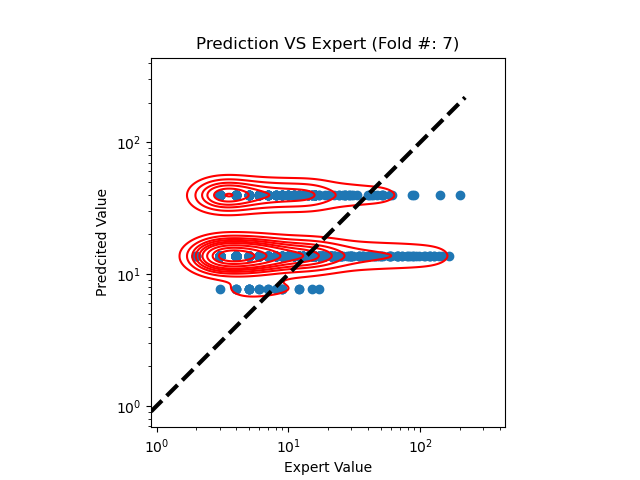 Prediction VS Expert (Fold #: 7)
Predcited Value
10²
10¹
10⁰
10⁰ 10¹ 10²
Expert Value